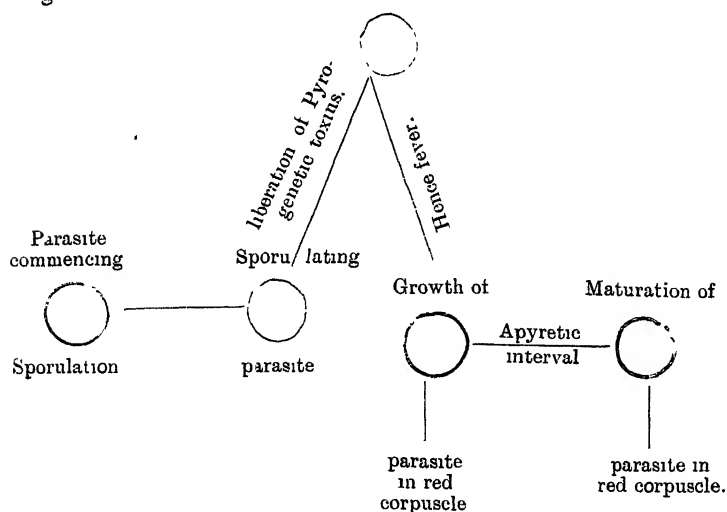 liberation of Pyro-
genetic toxins.
Hence fever.
Parasite
commencing
Sporulation
Sporu lating
parasite
Growth of
parasite
in red
corpuscle
Apyretic
interval
Maturation of
parasite in
red corpuscle.